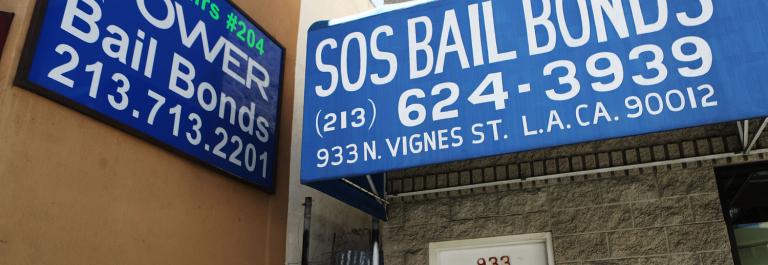 #204
OWER
Bail Bonds
213.713.2201
SOS BAIL BONDS
(213) 624-3939
933 N. VIGNES ST. L.A. CA. 90012
933